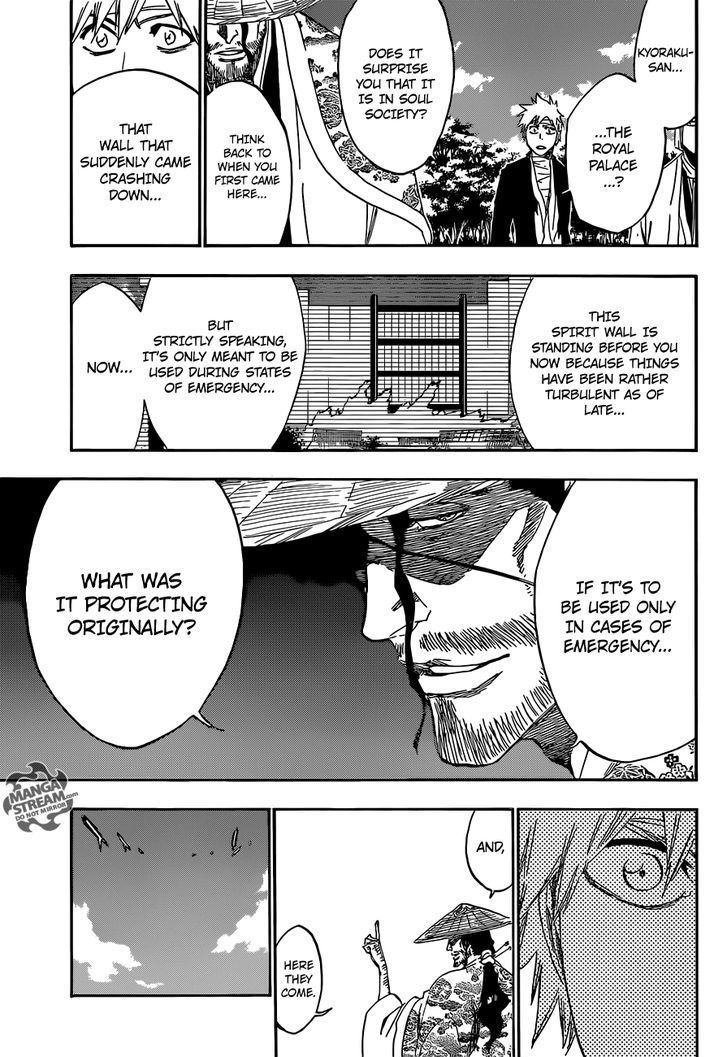 KYORAKU-
SAN...
...THE
ROYAL
PALACE
...?
DOES IT
SURPRISE
YOU THAT IT
IS IN SOUL
SOCIETY?
THINK
BACK TO
WHEN YOU
FIRST CAME
HERE...
THAT
WALL THAT
SUDDENLY CAME
CRASHING
DOWN...
THIS
SPIRIT WALL IS
STANDING BEFORE YOU
NOW BECAUSE THINGS
HAVE BEEN RATHER
TURBULENT AS OF
LATE...
BUT
STRICTLY SPEAKING,
IT'S ONLY MEANT TO BE
USED DURING STATES
OF EMERGENCY...
NOW...
IF IT'S TO
BE USED ONLY
IN CASES OF
EMERGENCY...
WHAT WAS
IT PROTECTING
ORIGINALLY?
AND,
HERE
THEY
COME.
MANGA
STREAM.com
DO NOT MIRROR!